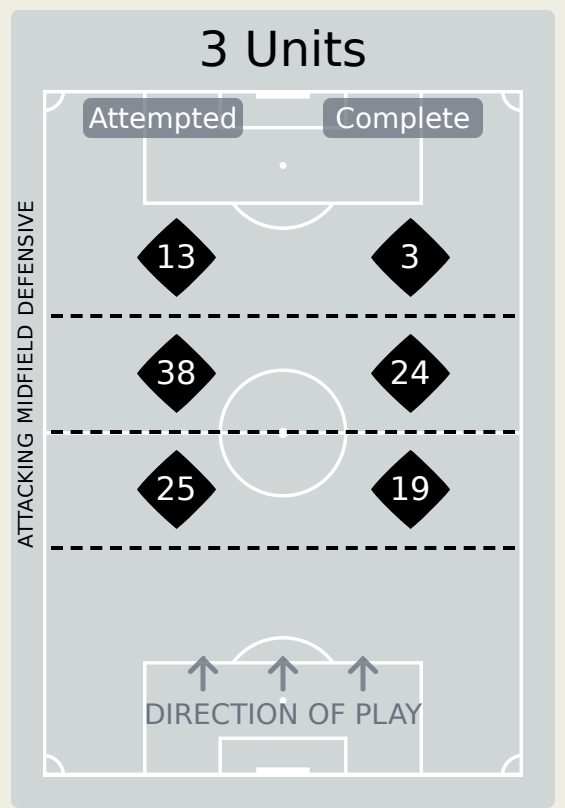 3 Units
Attempted Complete
13 3
38 24
25 19
ATTACKING MIDFIELD DEFENSIVE
DIRECTION OF PLAY